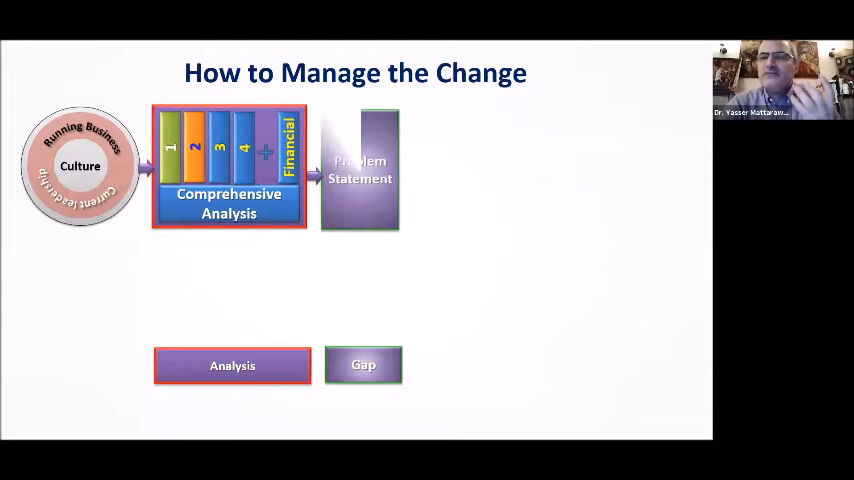 How to Manage the Change
Running Business
Culture
Current leadership
1
2
3
4
+
Financial
Comprehensive
Analysis
Problem
Statement
Analysis
Gap
Dr. Yasser Mattaraw...